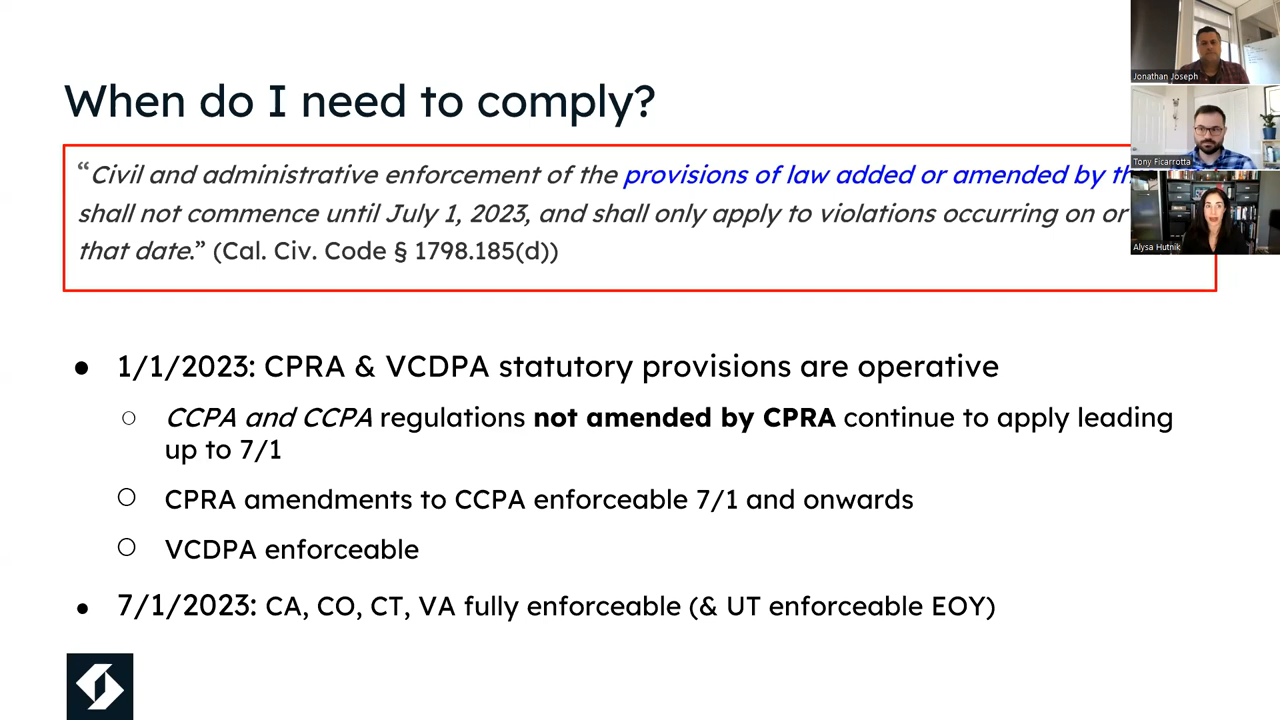 When do I need to comply?
“Civil and administrative enforcement of the provisions of law added or amended by
shall not commence until July 1, 2023, and shall only apply to violations occurring on or
that date.” (Cal. Civ. Code § 1798.185(d))
● 1/1/2023: CPRA & VCDPA statutory provisions are operative
○ CCPA and CCPA regulations not amended by CPRA continue to apply leading
up to 7/1
○ CPRA amendments to CCPA enforceable 7/1 and onwards
○ VCDPA enforceable
● 7/1/2023: CA, CO, CT, VA fully enforceable (& UT enforceable EOY)
Jonathan Joseph
Tony Ficarrotta
Alysa Hutnik